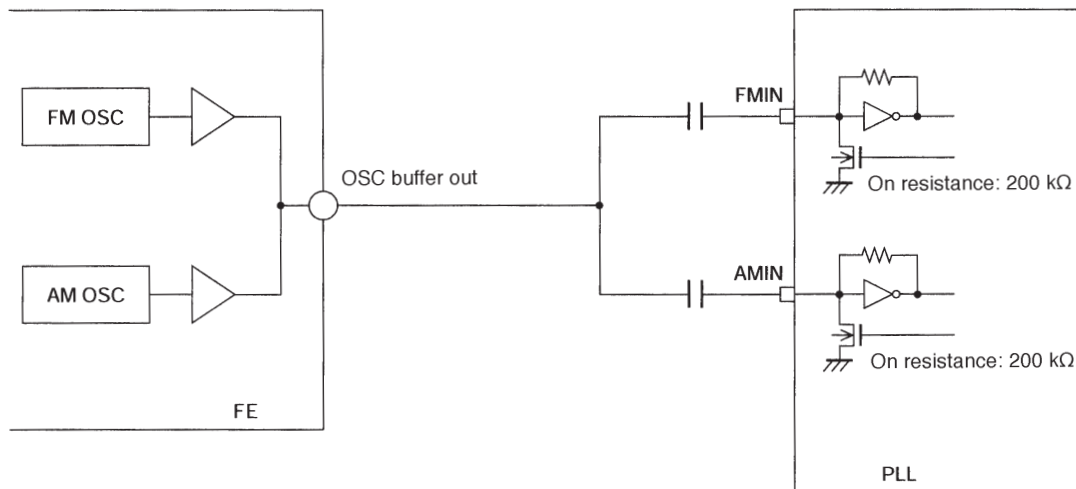 FM OSC
AM OSC
FE
OSC buffer out
FMIN
On resistance: 200 kΩ
AMIN
On resistance: 200 kΩ
PLL